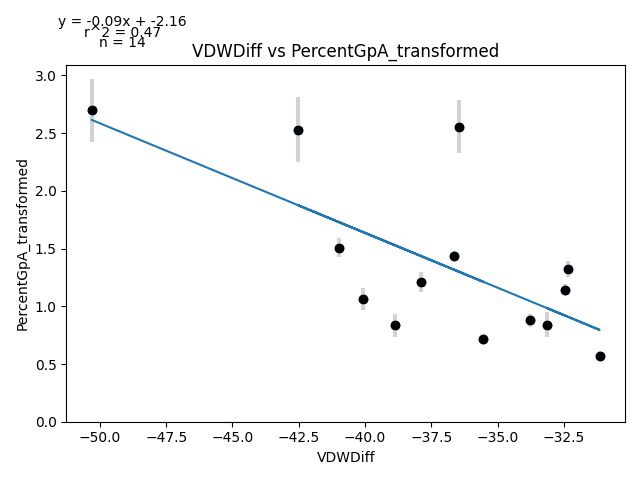 y = -0.09x + -2.16
r^2 = 0.47
n = 14
VDWDiff vs PercentGpA_transformed
3.0
2.5
2.0
1.5
1.0
0.5
0.0
PercentGpA_transformed
−50.0 −47.5 −45.0 −42.5 −40.0 −37.5 −35.0 −32.5
VDWDiff